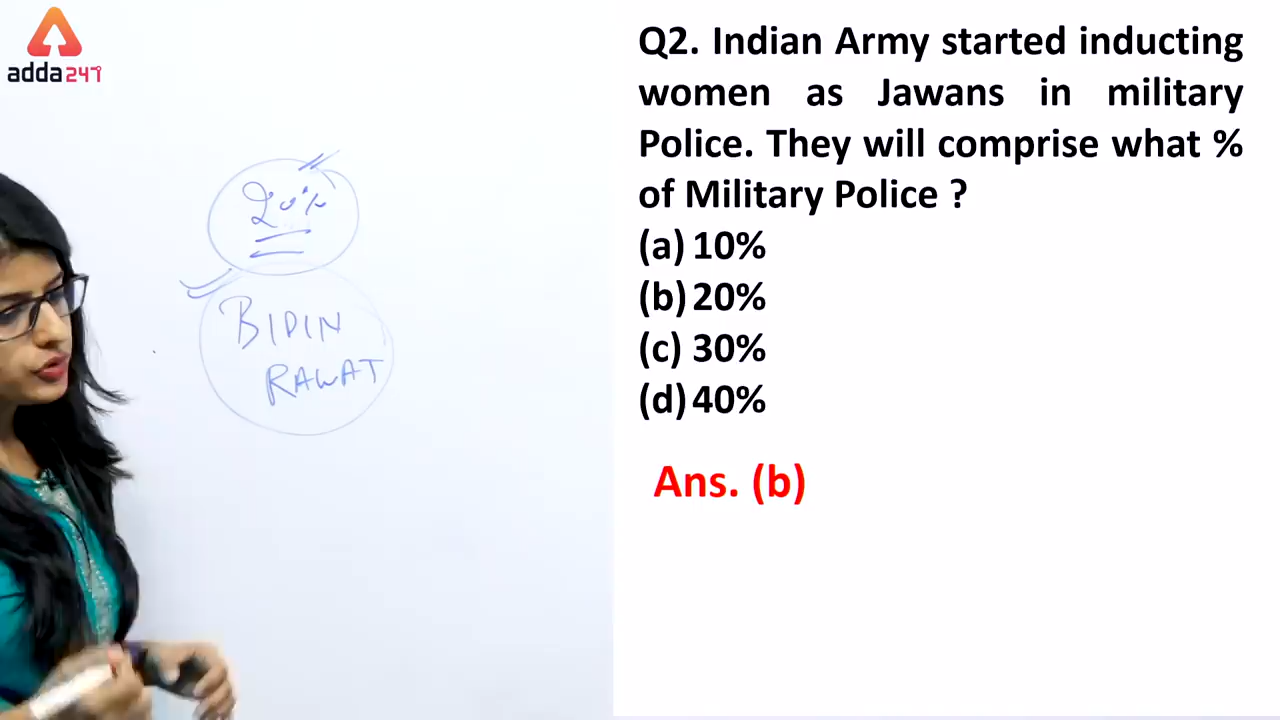 adda247
20%
BIPIN
RAWAT
Q2. Indian Army started inducting
women as Jawans in military
Police. They will comprise what %
of Military Police ?
(a) 10%
(b) 20%
(c) 30%
(d) 40%
Ans. (b)